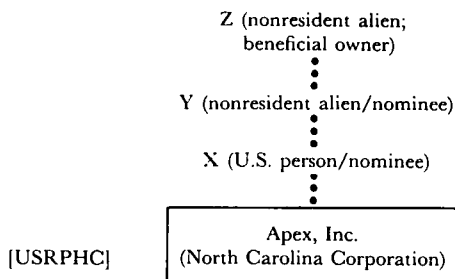 Z (nonresident alien;
beneficial owner)
Y (nonresident alien/nominee)
X (U.S. person/nominee)
Apex, Inc.
[USRPHC] (North Carolina Corporation)